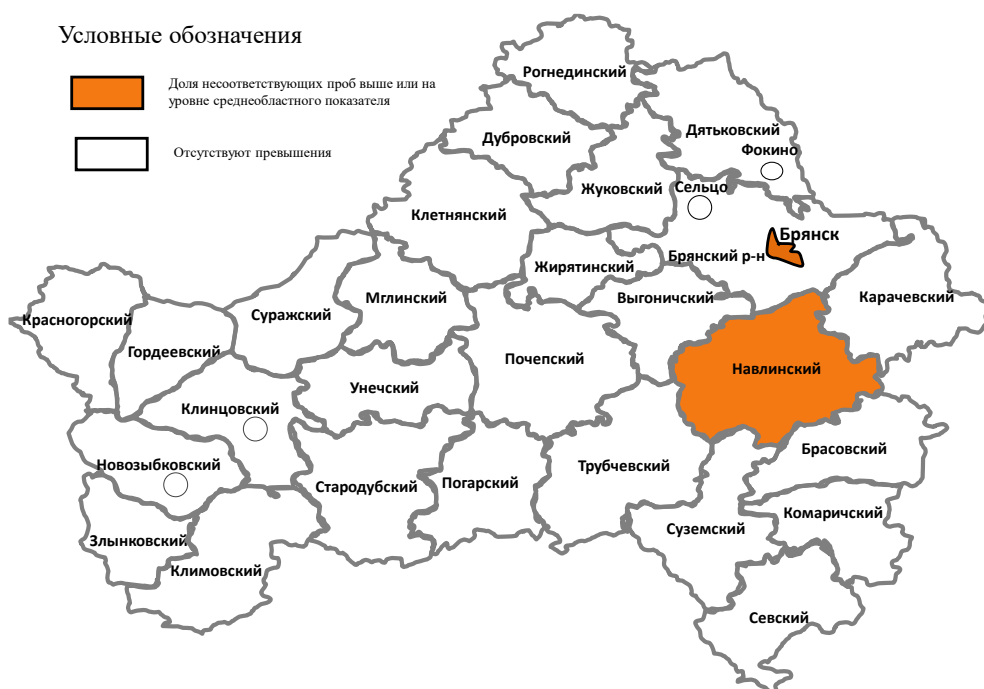 Условные обозначения
Доля несоответствующих проб выше или на
уровне среднеобластного показателя
Отсутствуют превышения
Рогнединский
Дубровский
Дятьковский
Фокино
Жуковский
Сельцо
Клетнянский
Брянск
Брянский р-н
Жирятинский
Выгоничский
Карачевский
Мглинский
Суражский
Красногорский
Гордеевский
Почепский
Навлинский
Унечский
Клинцовский
Брасовский
Новозыбковский
Стародубский
Погарский
Трубчевский
Комаричский
Суземский
Злынковский
Климовский
Севский